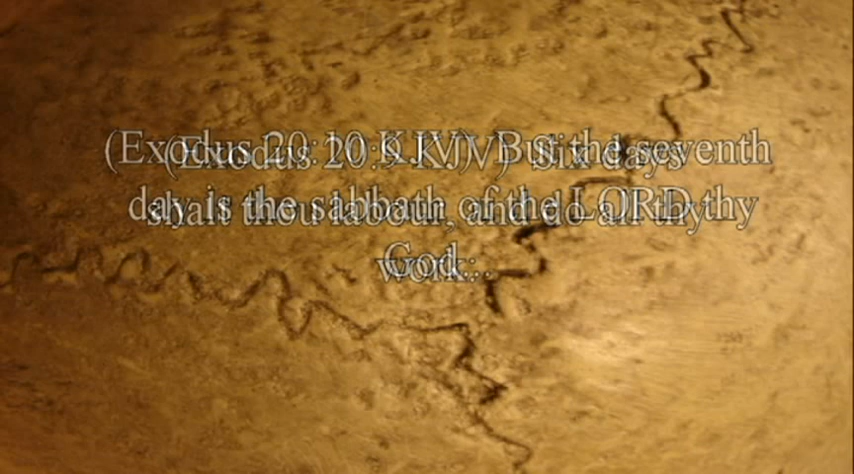 (Exodus 20:9 KJV) Six days
shalt thou labour, and do all thy
work:
(Exodus 20:10 KJV) But the seventh
day is the sabbath of the LORD thy
God...